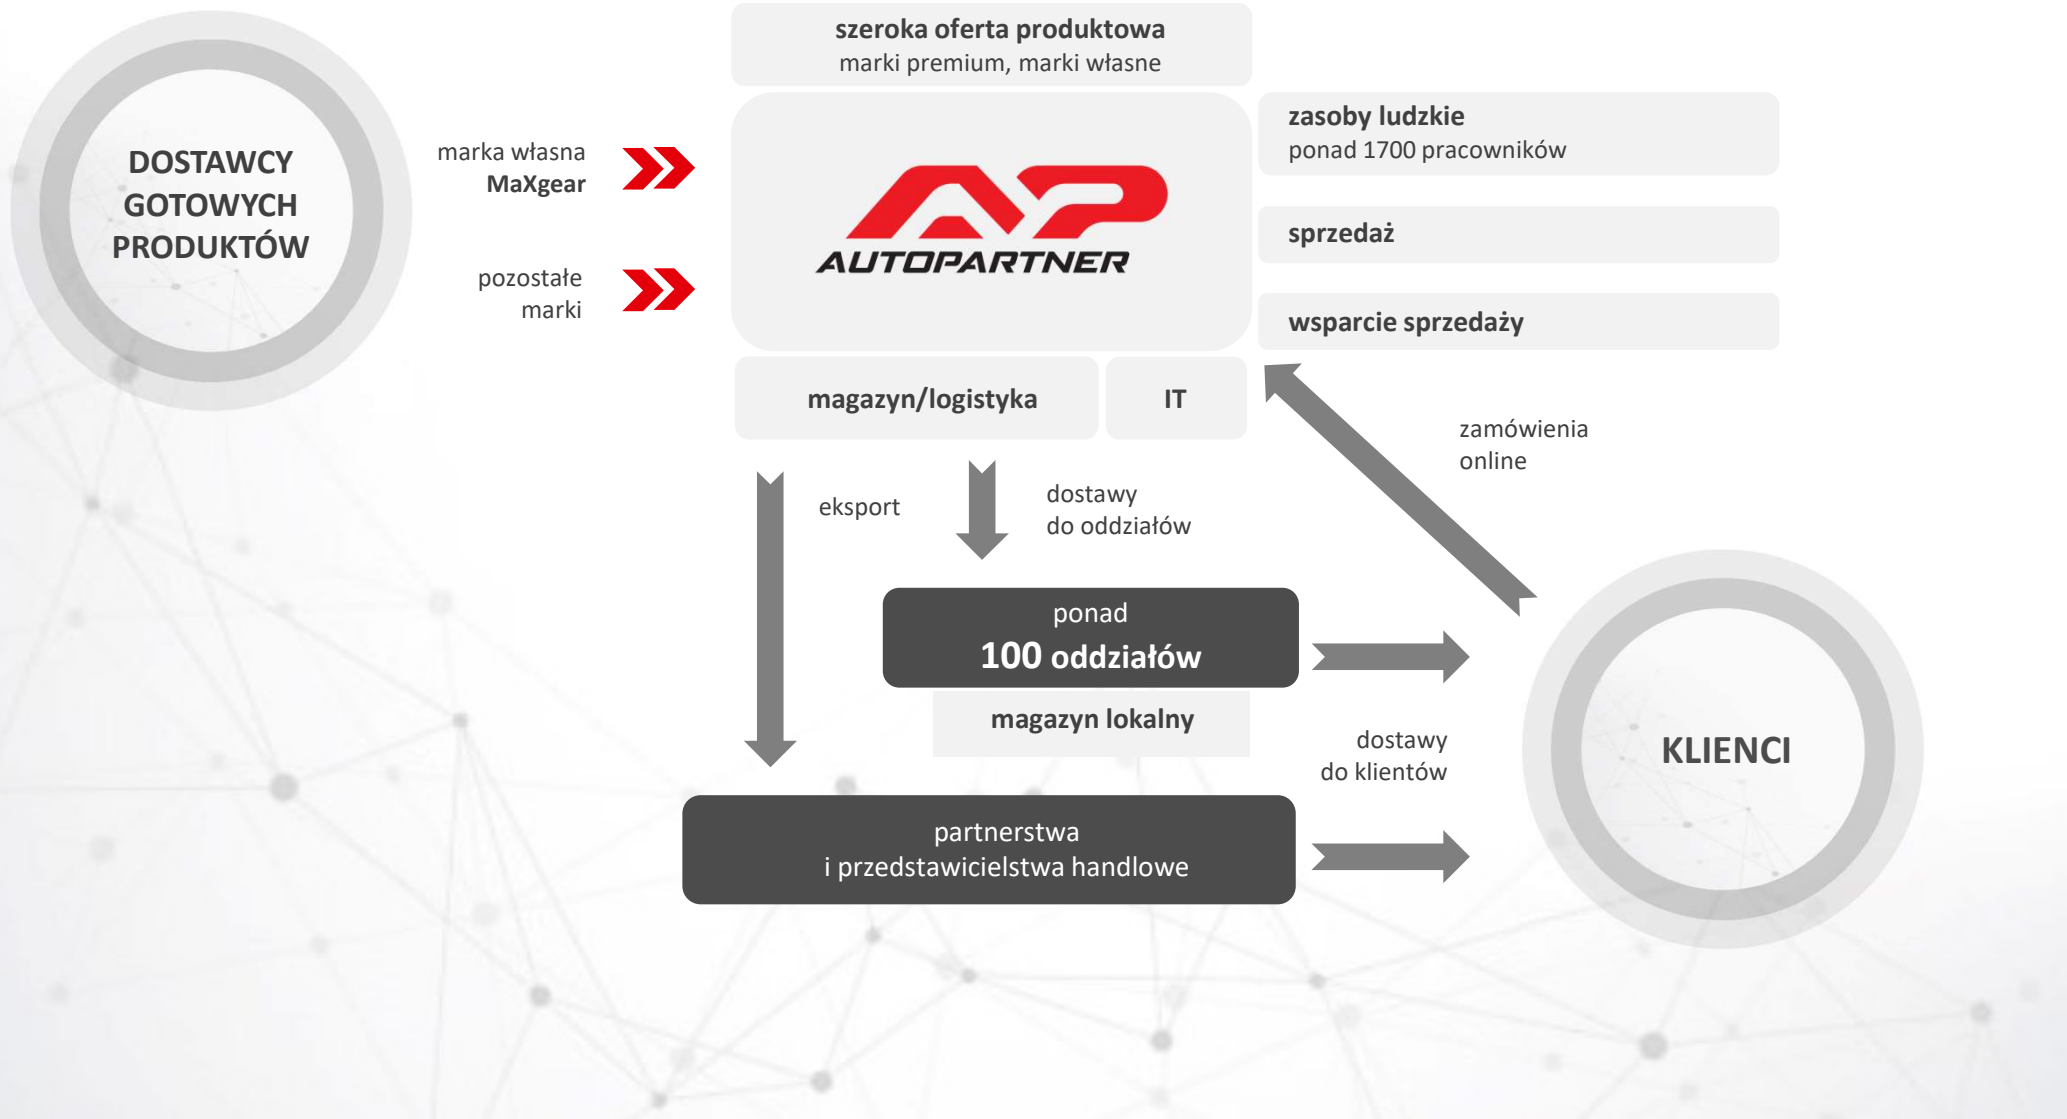 szeroka oferta produktowa
marki premium, marki własne
DOSTAWCY
GOTOWYCH
PRODUKTÓW
marka własna
MaXgear
pozostałe
marki
AP
AUTOPARTNER
zasoby ludzkie
ponad 1700 pracowników
sprzedaż
wsparcie sprzedaży
magazyn/logistyka
IT
zamówienia
online
eksport
dostawy
do oddziałów
ponad
100 oddziałów
magazyn lokalny
dostawy
do klientów
KLIENCI
partnerstwa
i przedstawicielstwa handlowe